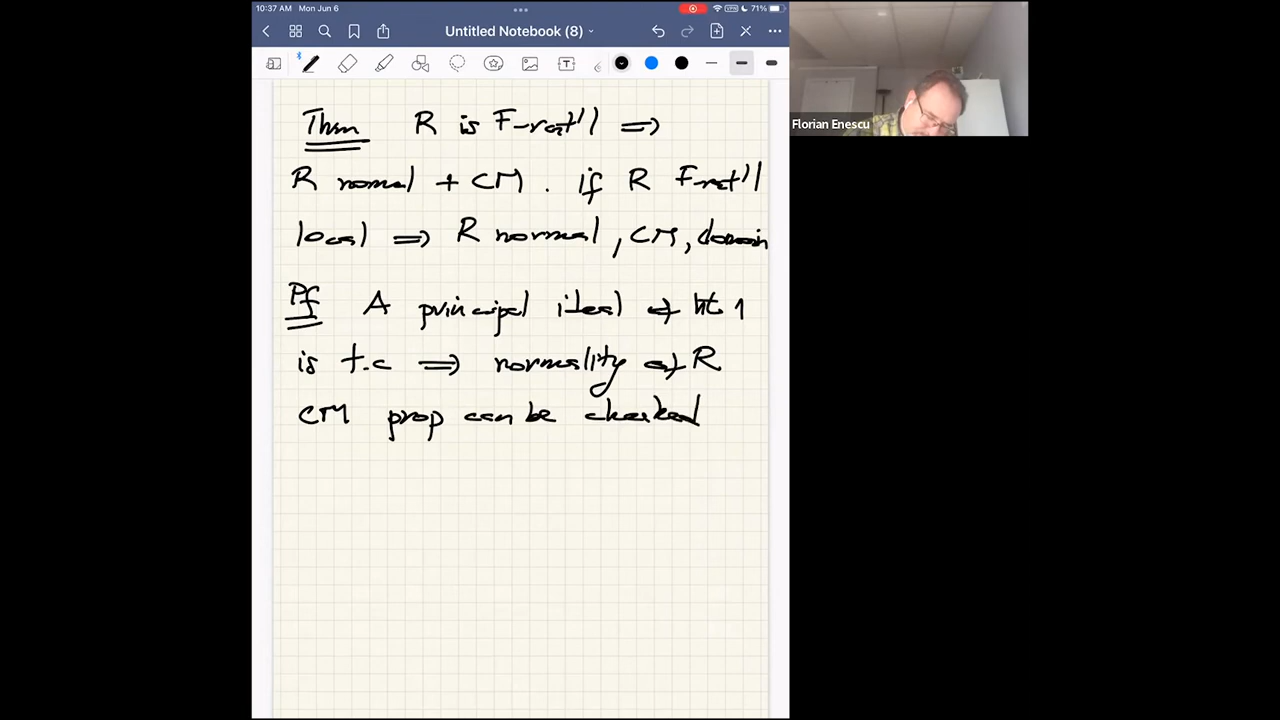 10:37 AM Mon Jun 6
VPN
71%
Untitled Notebook (8)
Florian Enescu
Thm R is F-rat'l ⟹
R normal + CM . if R F-rat'l
local ⟹ R normal, CM, domain
Pf A principal ideal of ht 1
is t.c ⟹ normality of R
CM prop can be checked